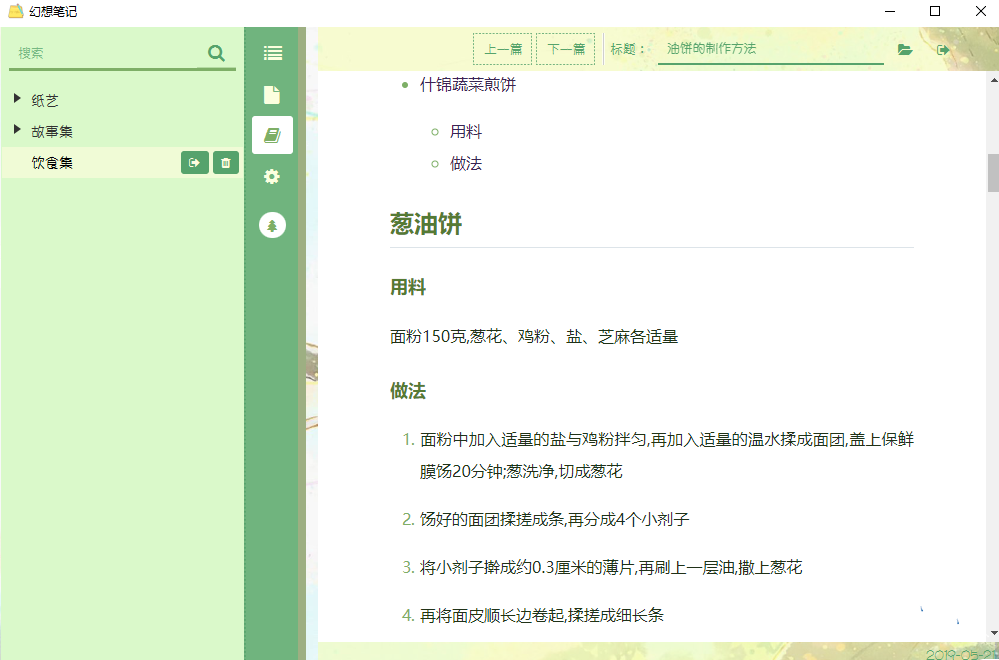 幻想笔记
搜索
纸艺
故事集
饮食集
上一篇 下一篇 标题： 油饼的制作方法
什锦蔬菜煎饼
用料
做法
葱油饼
用料
面粉150克,葱花、鸡粉、盐、芝麻各适量
做法
1. 面粉中加入适量的盐与鸡粉拌匀,再加入适量的温水揉成面团,盖上保鲜
膜饧20分钟;葱洗净,切成葱花
2. 饧好的面团揉搓成条,再分成4个小剂子
3. 将小剂子擀成约0.3厘米的薄片,再刷上一层油,撒上葱花
4. 再将面皮顺长边卷起,揉搓成细长条